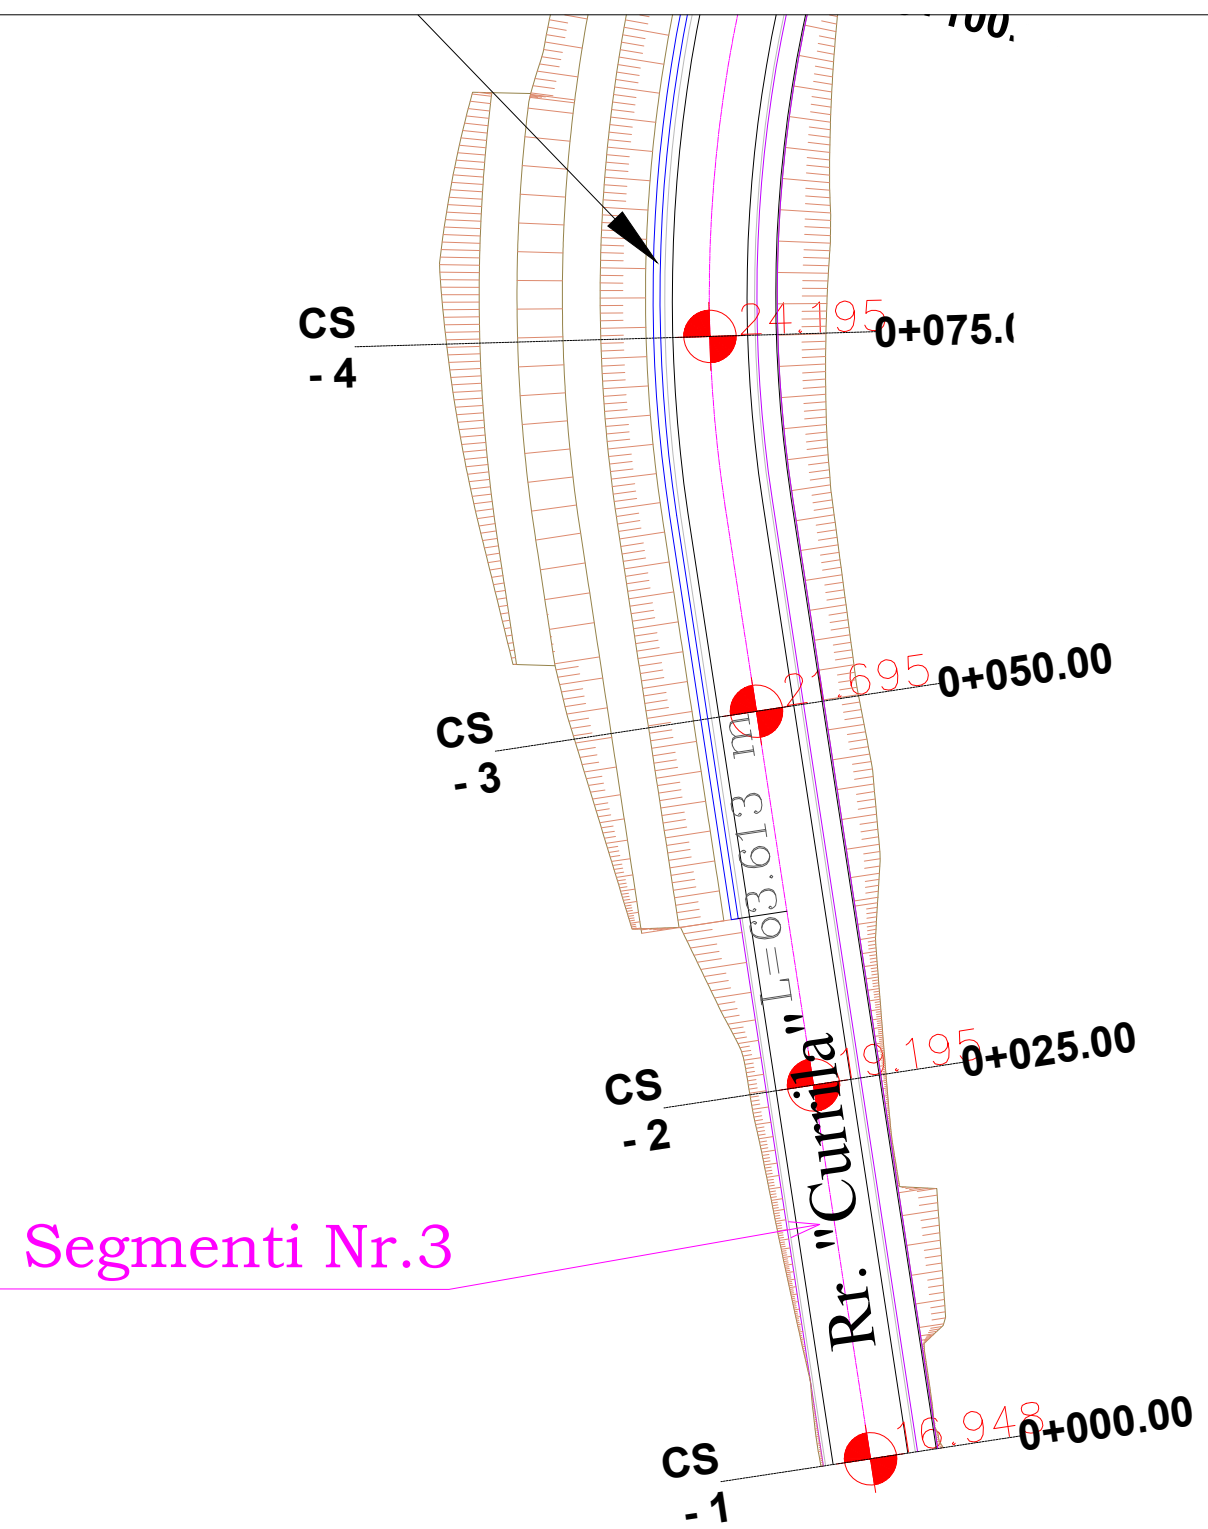 CS
- 4
24.195
0+075.
CS
- 3
21.695
0+050.00
L=63.613 m
CS
- 2
19.195
0+025.00
Rr. "Currila"
Segmenti Nr.3
CS
- 1
16.948
0+000.00